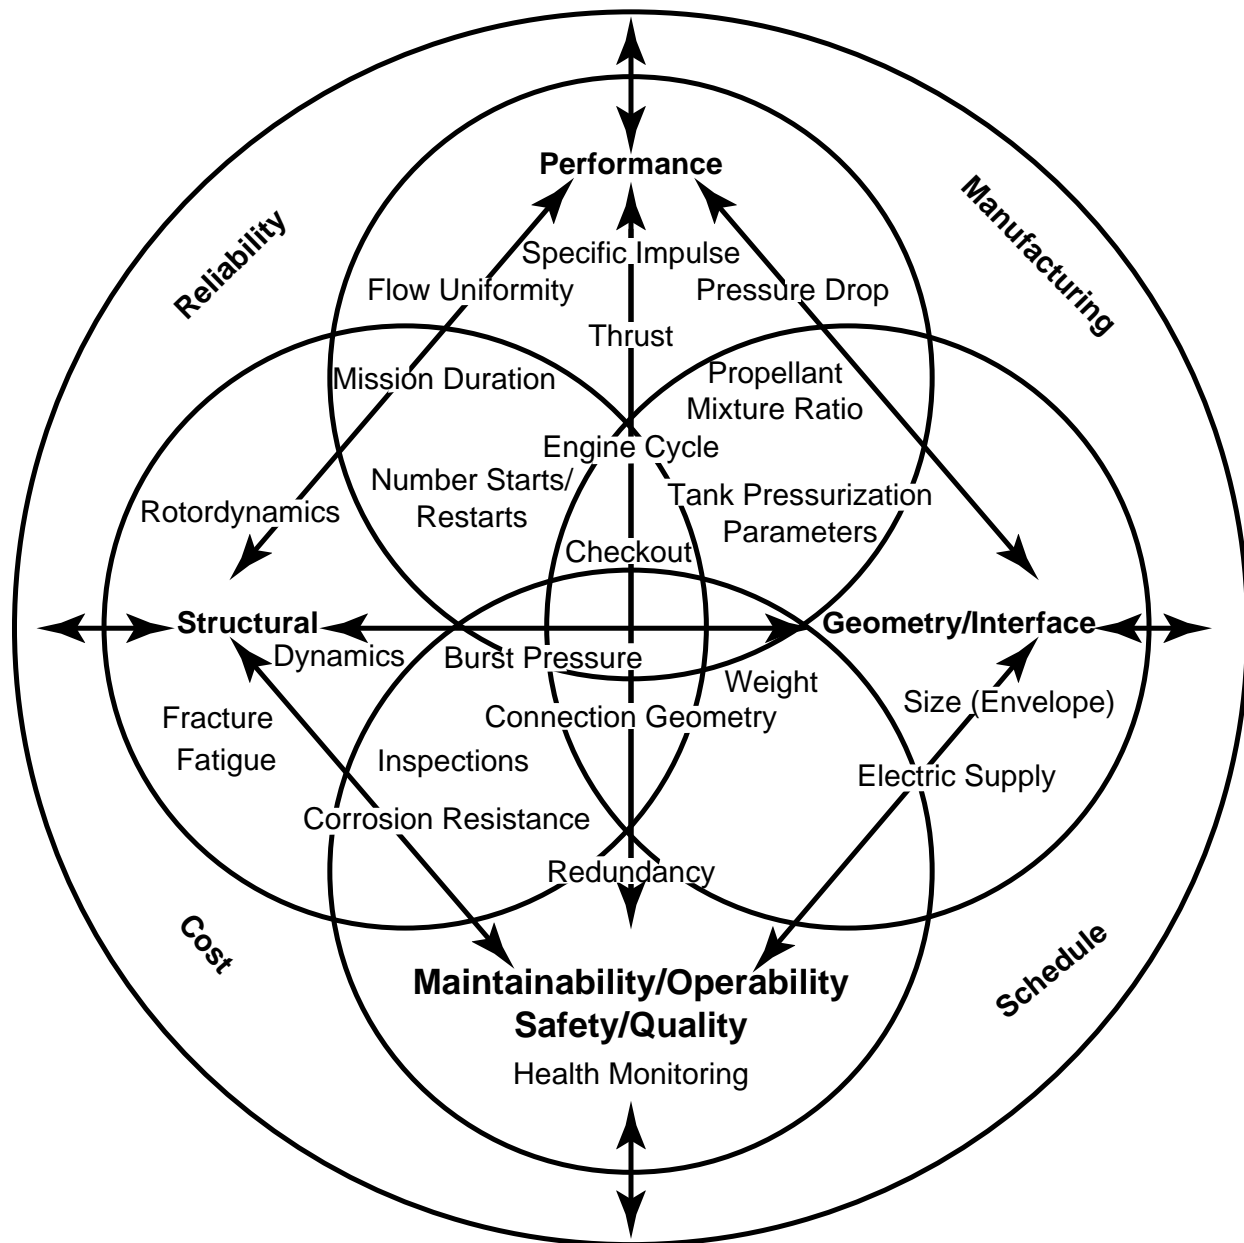 Performance
Reliability
Manufacturing
Specific Impulse
Flow Uniformity
Pressure Drop
Thrust
Mission Duration
Propellant
Mixture Ratio
Engine Cycle
Number Starts/
Restarts
Tank Pressurization
Parameters
Rotordynamics
Checkout
Structural
Geometry/Interface
Dynamics
Burst Pressure
Weight
Size (Envelope)
Fracture
Fatigue
Connection Geometry
Inspections
Electric Supply
Corrosion Resistance
Redundancy
Cost
Schedule
Maintainability/Operability
Safety/Quality
Health Monitoring